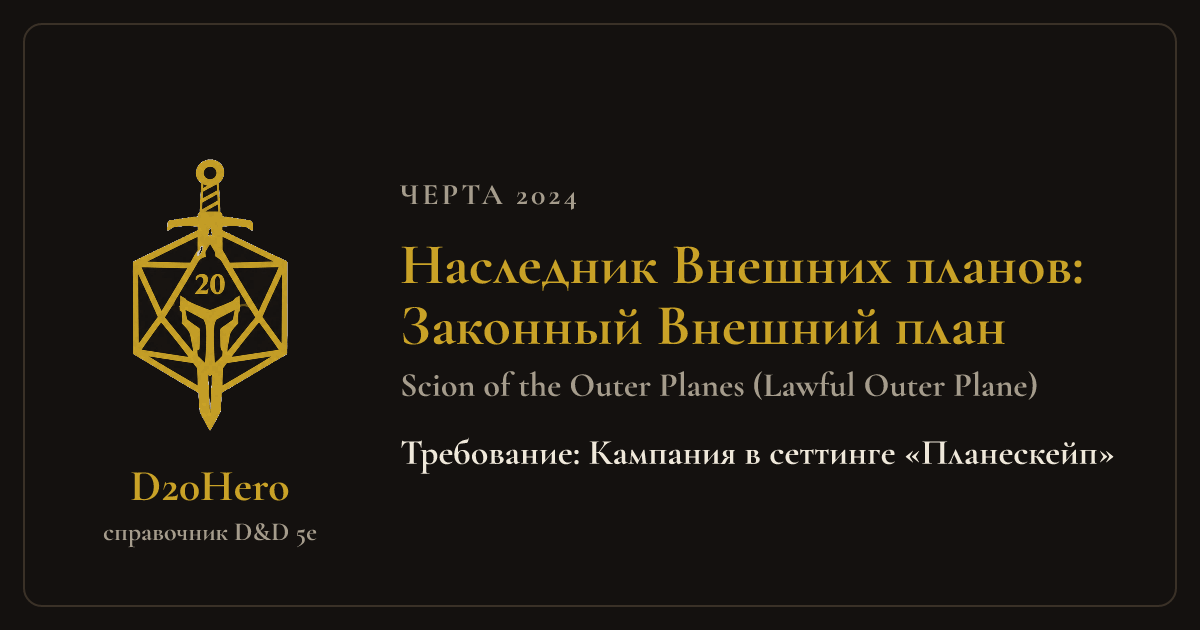 20
D20Hero
справочник D&D 5e
ЧЕРТА 2024
Наследник Внешних планов:
Законный Внешний план
Scion of the Outer Planes (Lawful Outer Plane)
Требование: Кампания в сеттинге «Планескейп»